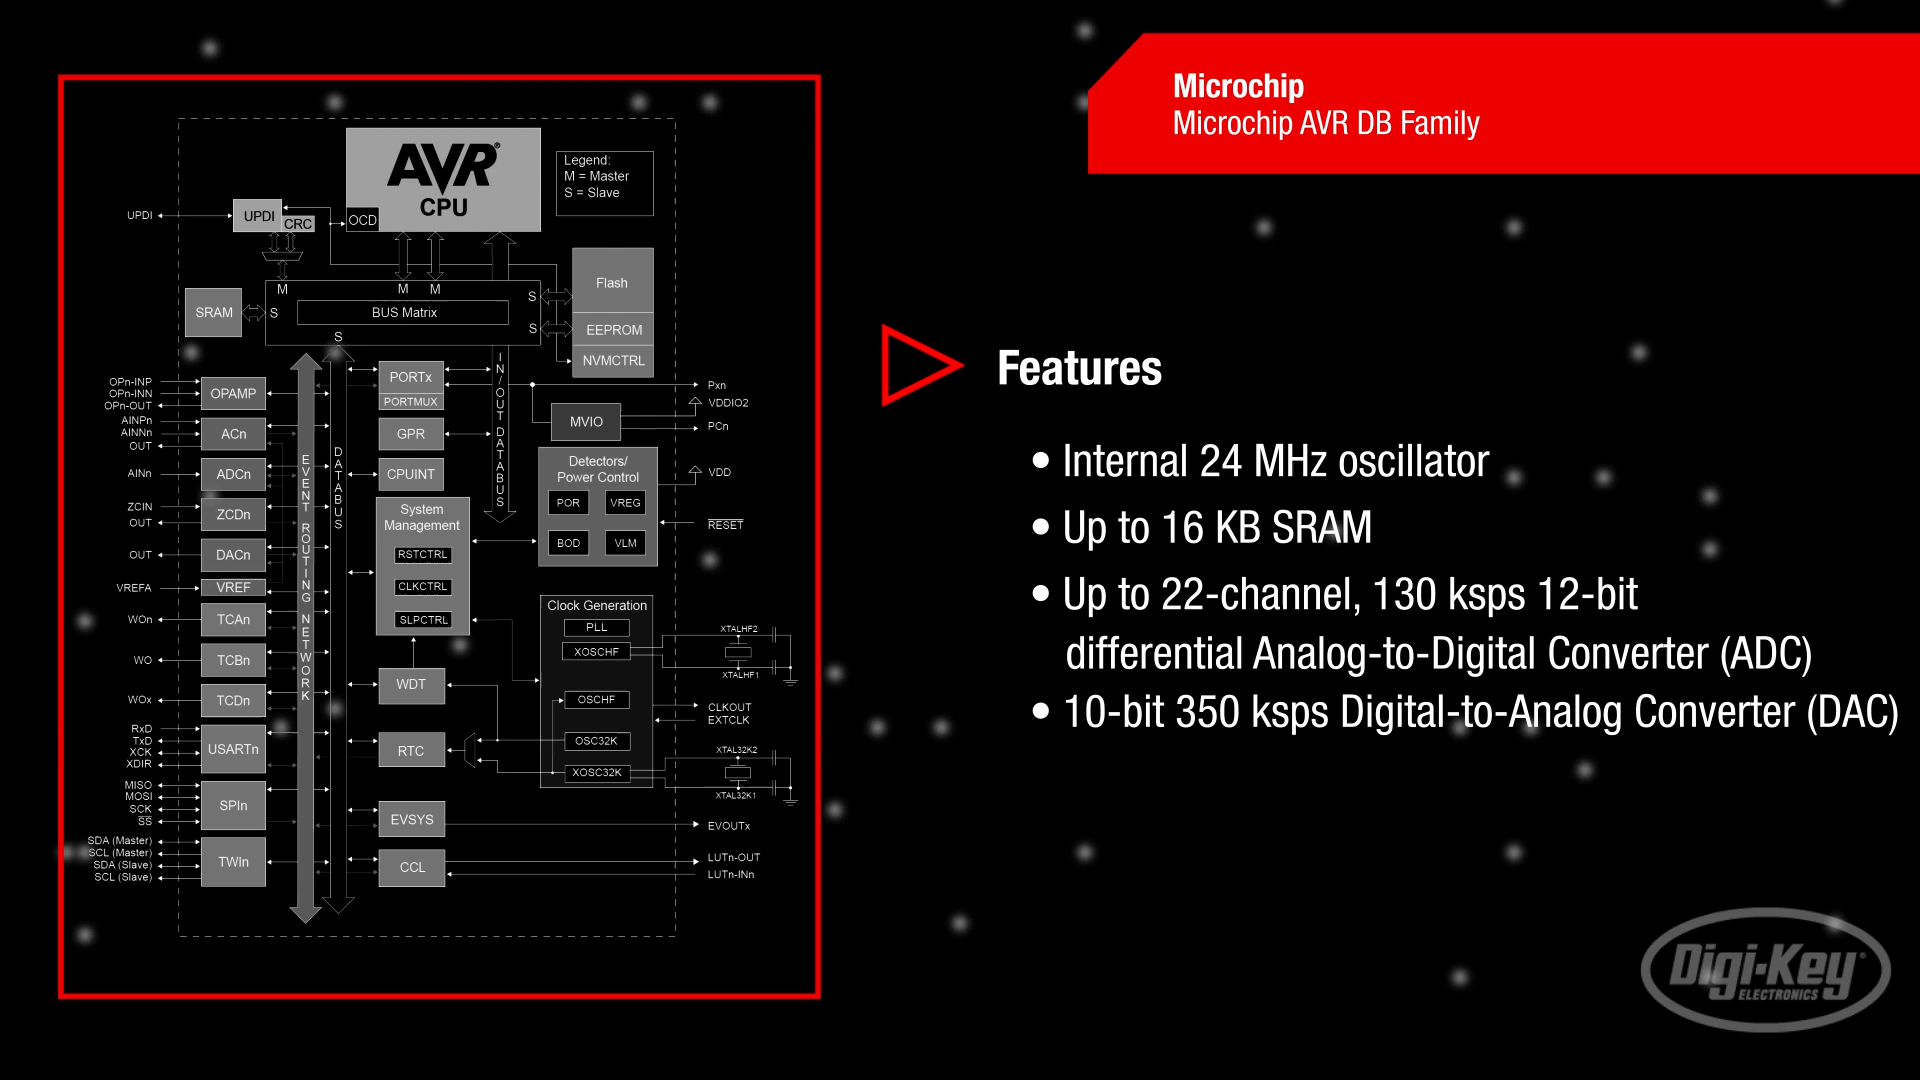 Microchip
Microchip AVR DB Family
AVR®
CPU
Legend:
M = Master
S = Slave
UPDI
UPDI
CRC
OCD
M
M
M
Flash
SRAM
S
BUS Matrix
S
S
EEPROM
S
NVMCTRL
Features
• Internal 24 MHz oscillator
• Up to 16 KB SRAM
• Up to 22-channel, 130 ksps 12-bit
differential Analog-to-Digital Converter (ADC)
• 10-bit 350 ksps Digital-to-Analog Converter (DAC)
OPn-INP
OPn-INN
OPn-OUT
OPAMP
AINPn
AINNn
OUT
ACn
AINn
ADCn
ZCIN
OUT
ZCDn
OUT
DACn
VREFA
VREF
WOn
TCAn
WO
TCBn
WOx
TCDn
RxD
TxD
XCK
XDIR
USARTn
MISO
MOSI
SCK
SS
SPIn
SDA (Master)
SCL (Master)
SDA (Slave)
SCL (Slave)
TWIn
EVENT ROUTING NETWORK
DATABUS
IN/OUT DATABUS
PORTx
PORTMUX
GPR
CPUINT
System
Management
RSTCTRL
CLKCTRL
SLPCTRL
WDT
RTC
EVSYS
CCL
MVIO
Detectors/
Power Control
POR
VREG
BOD
VLM
Clock Generation
PLL
XOSCHF
OSCHF
OSC32K
XOSC32K
Pxn
VDDIO2
PCn
VDD
RESET
XTALHF2
XTALHF1
CLKOUT
EXTCLK
XTAL32K2
XTAL32K1
EVOUTx
LUTn-OUT
LUTn-INn
Digi-Key®
ELECTRONICS